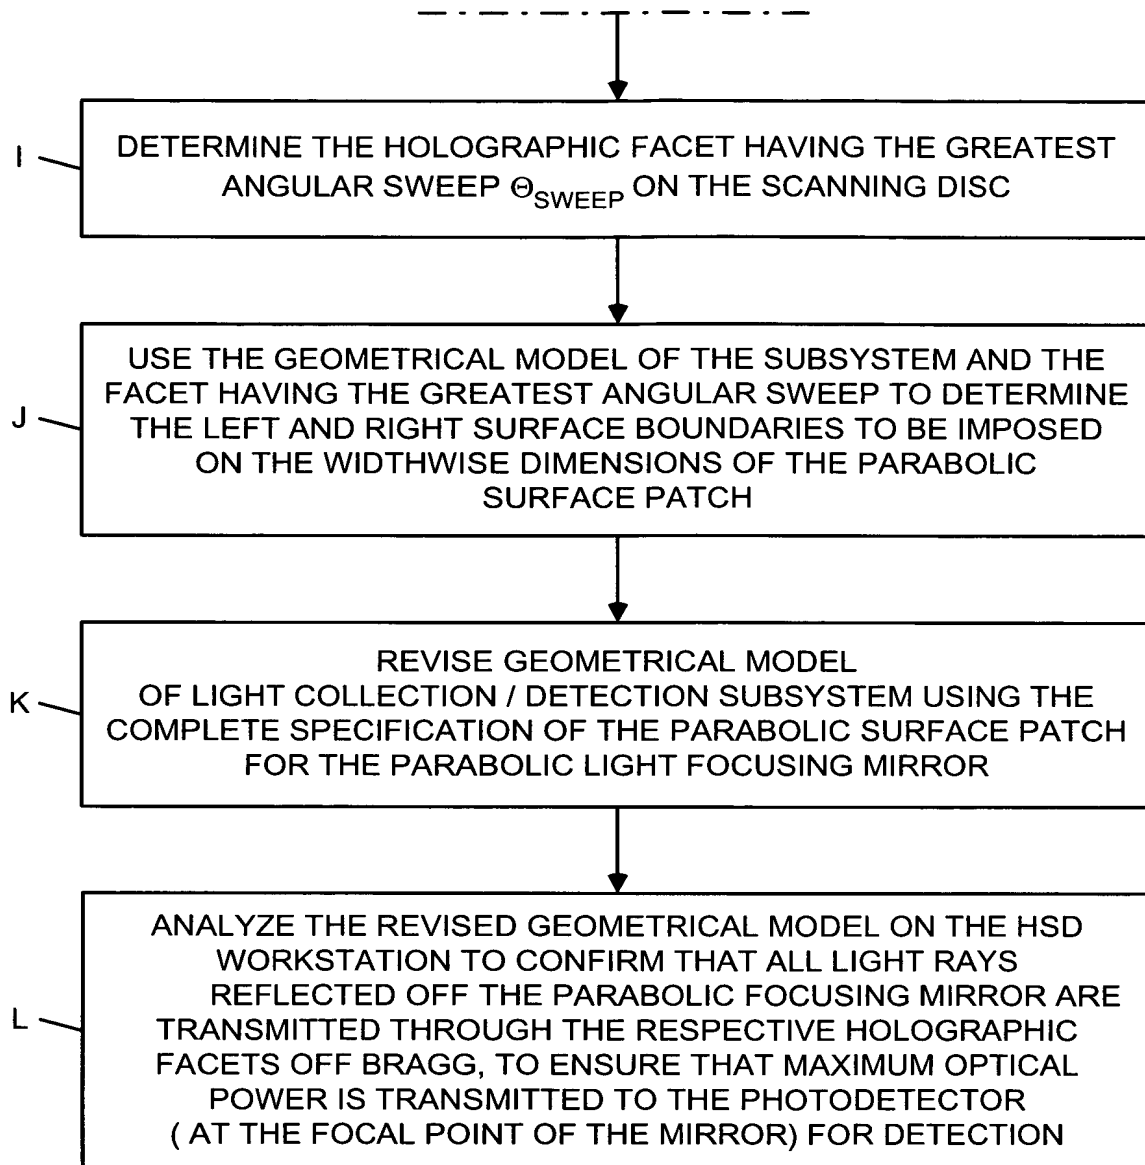 I
DETERMINE THE HOLOGRAPHIC FACET HAVING THE GREATEST
ANGULAR SWEEP Θ_SWEEP ON THE SCANNING DISC
J
USE THE GEOMETRICAL MODEL OF THE SUBSYSTEM AND THE
FACET HAVING THE GREATEST ANGULAR SWEEP TO DETERMINE
THE LEFT AND RIGHT SURFACE BOUNDARIES TO BE IMPOSED
ON THE WIDTHWISE DIMENSIONS OF THE PARABOLIC
SURFACE PATCH
K
REVISE GEOMETRICAL MODEL
OF LIGHT COLLECTION / DETECTION SUBSYSTEM USING THE
COMPLETE SPECIFICATION OF THE PARABOLIC SURFACE PATCH
FOR THE PARABOLIC LIGHT FOCUSING MIRROR
L
ANALYZE THE REVISED GEOMETRICAL MODEL ON THE HSD
WORKSTATION TO CONFIRM THAT ALL LIGHT RAYS
REFLECTED OFF THE PARABOLIC FOCUSING MIRROR ARE
TRANSMITTED THROUGH THE RESPECTIVE HOLOGRAPHIC
FACETS OFF BRAGG, TO ENSURE THAT MAXIMUM OPTICAL
POWER IS TRANSMITTED TO THE PHOTODETECTOR
( AT THE FOCAL POINT OF THE MIRROR) FOR DETECTION